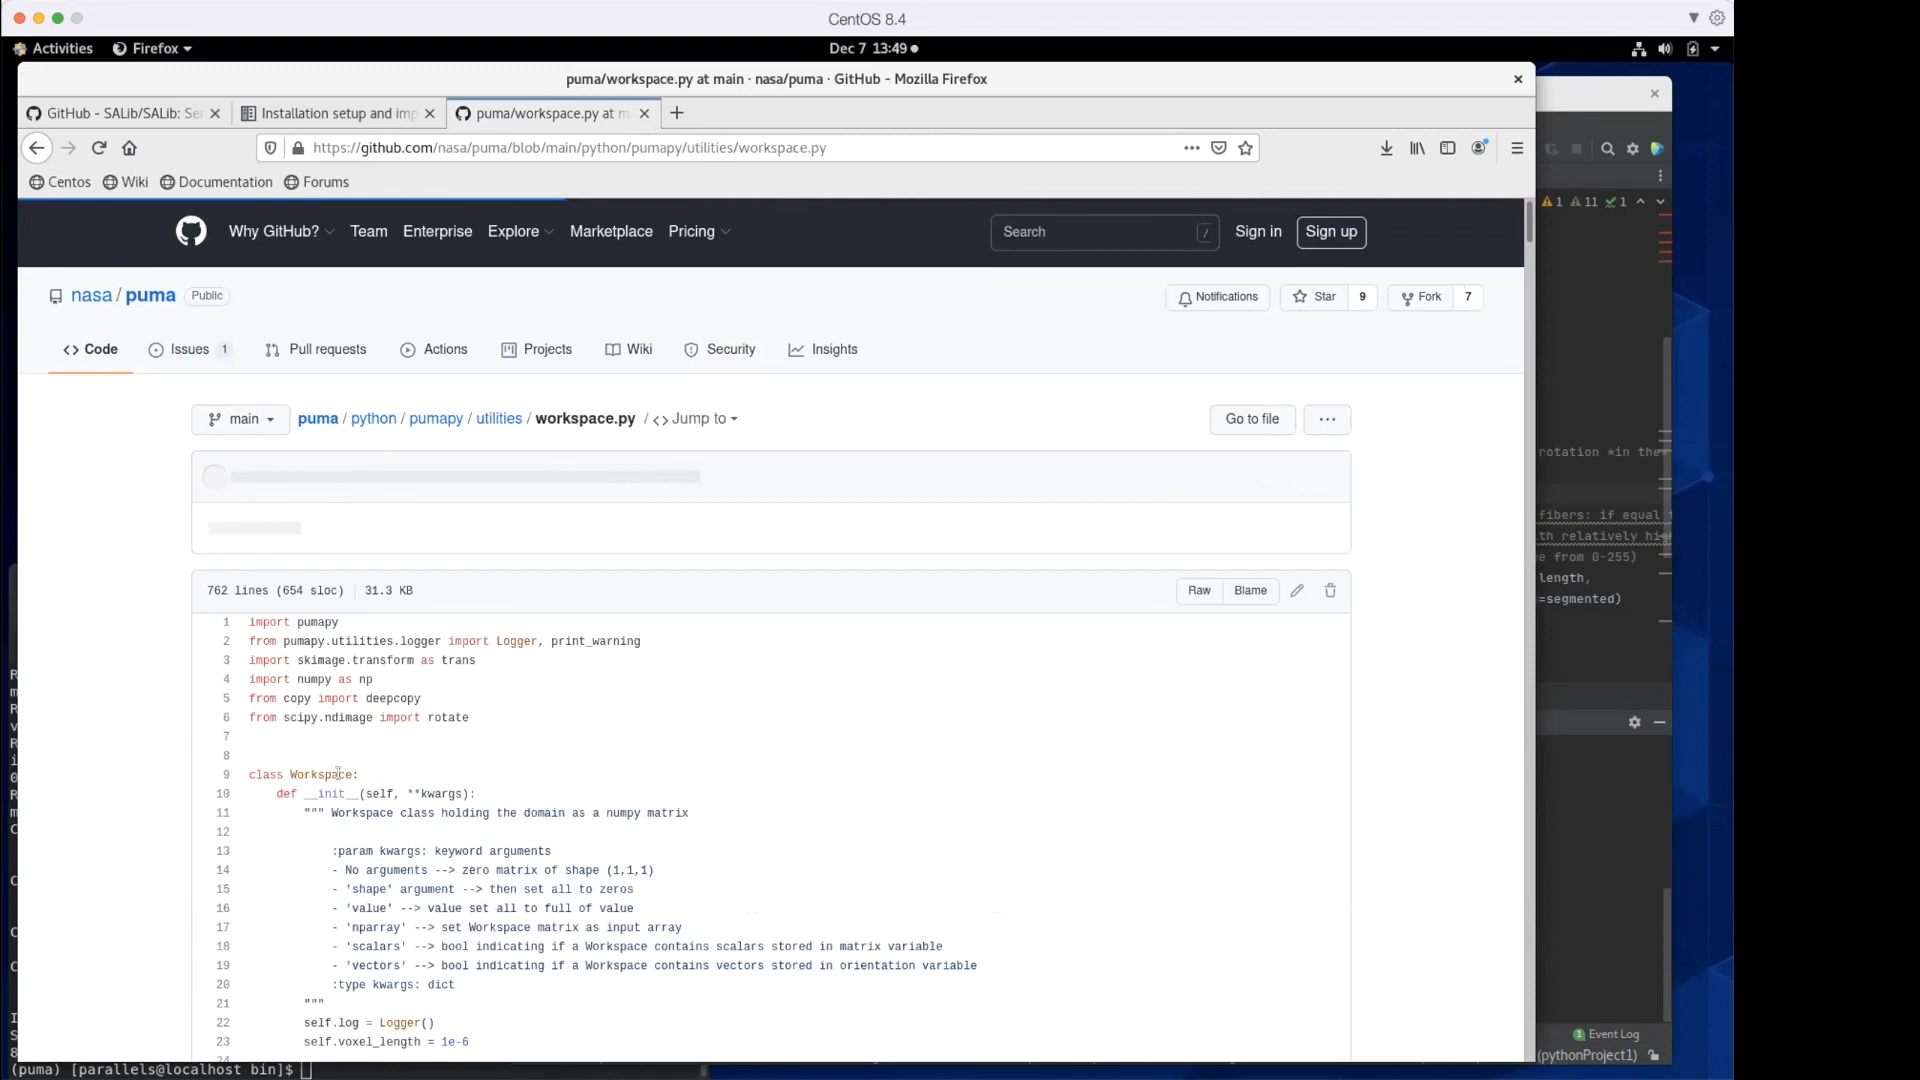 CentOS 8.4
Activities Firefox Dec 7 13:49
puma/workspace.py at main · nasa/puma · GitHub - Mozilla Firefox
GitHub - SALib/SALib: Se Installation setup and imp puma/workspace.py at m
https://github.com/nasa/puma/blob/main/python/pumapy/utilities/workspace.py
Centos Wiki Documentation Forums
1 11 1
Why GitHub? Team Enterprise Explore Marketplace Pricing Search / Sign in Sign up
nasa / puma Public Notifications Star 9 Fork 7
Code Issues 1 Pull requests Actions Projects Wiki Security Insights
main puma / python / pumapy / utilities / workspace.py / <> Jump to Go to file ...
rotation *in the
fibers: if equal
th relatively hig
e from 0-255)
length,
=segmented)
762 lines (654 sloc) 31.3 KB Raw Blame
1 import pumapy
2 from pumapy.utilities.logger import Logger, print_warning
3 import skimage.transform as trans
4 import numpy as np
5 from copy import deepcopy
6 from scipy.ndimage import rotate
7
8
9 class Workspace:
10 def __init__(self, **kwargs):
11 """ Workspace class holding the domain as a numpy matrix
12
13 :param kwargs: keyword arguments
14 - No arguments --> zero matrix of shape (1,1,1)
15 - 'shape' argument --> then set all to zeros
16 - 'value' --> value set all to full of value
17 - 'nparray' --> set Workspace matrix as input array
18 - 'scalars' --> bool indicating if a Workspace contains scalars stored in matrix variable
19 - 'vectors' --> bool indicating if a Workspace contains vectors stored in orientation variable
20 :type kwargs: dict
21 """
22 self.log = Logger()
23 self.voxel_length = 1e-6
24
1 Event Log
(pythonProject1)
(puma) [parallels@localhost bin]$